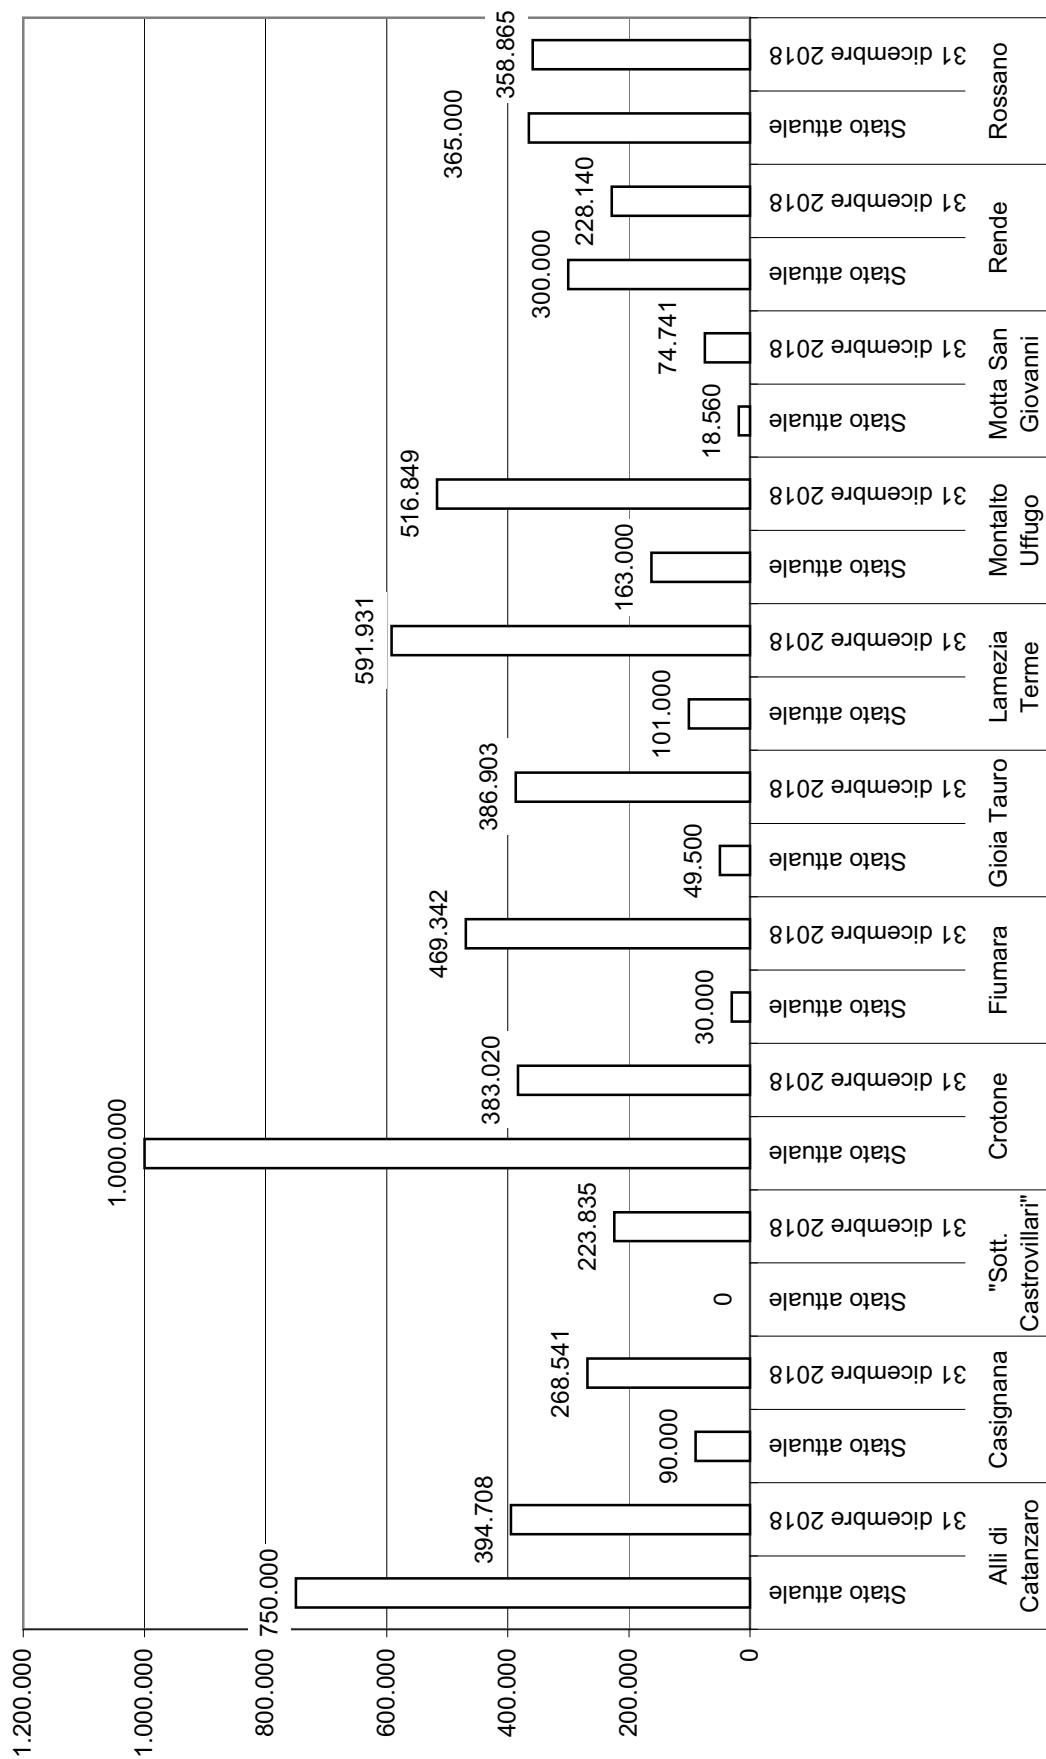 1.200.000
1.000.000
800.000
600.000
400.000
200.000
0
750.000
394.708
90.000
268.541
0
223.835
1.000.000
383.020
30.000
469.342
49.500
386.903
101.000
591.931
163.000
516.849
18.560
74.741
300.000
228.140
365.000
358.865
Stato attuale
31 dicembre 2018
Stato attuale
31 dicembre 2018
Stato attuale
31 dicembre 2018
Stato attuale
31 dicembre 2018
Stato attuale
31 dicembre 2018
Stato attuale
31 dicembre 2018
Stato attuale
31 dicembre 2018
Stato attuale
31 dicembre 2018
Stato attuale
31 dicembre 2018
Stato attuale
31 dicembre 2018
Stato attuale
31 dicembre 2018
Alli di
Catanzaro
Casignana
"Sott.
Castrovillari"
Crotone
Fiumara
Gioia Tauro
Lamezia
Terme
Montalto
Uffugo
Motta San
Giovanni
Rende
Rossano